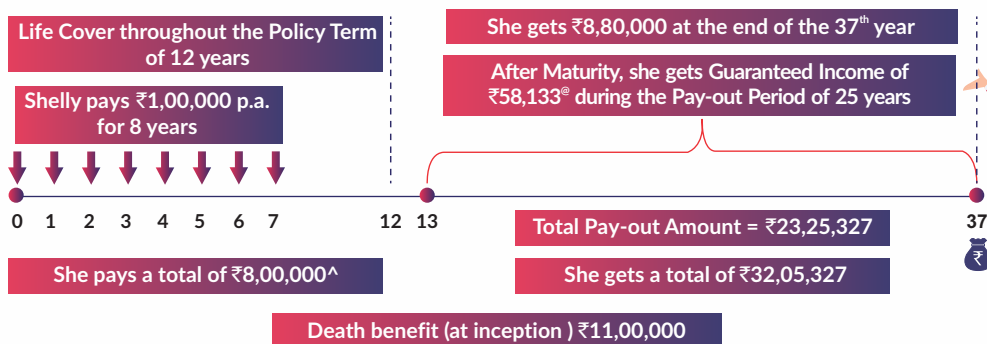 Life Cover throughout the Policy Term
of 12 years
She gets ₹8,80,000 at the end of the 37th year
After Maturity, she gets Guaranteed Income of
₹58,133@ during the Pay-out Period of 25 years
Shelly pays ₹1,00,000 p.a.
for 8 years
0 1 2 3 4 5 6 7 12 13 37
Total Pay-out Amount = ₹23,25,327
₹
She pays a total of ₹8,00,000^
She gets a total of ₹32,05,327
Death benefit (at inception ) ₹11,00,000